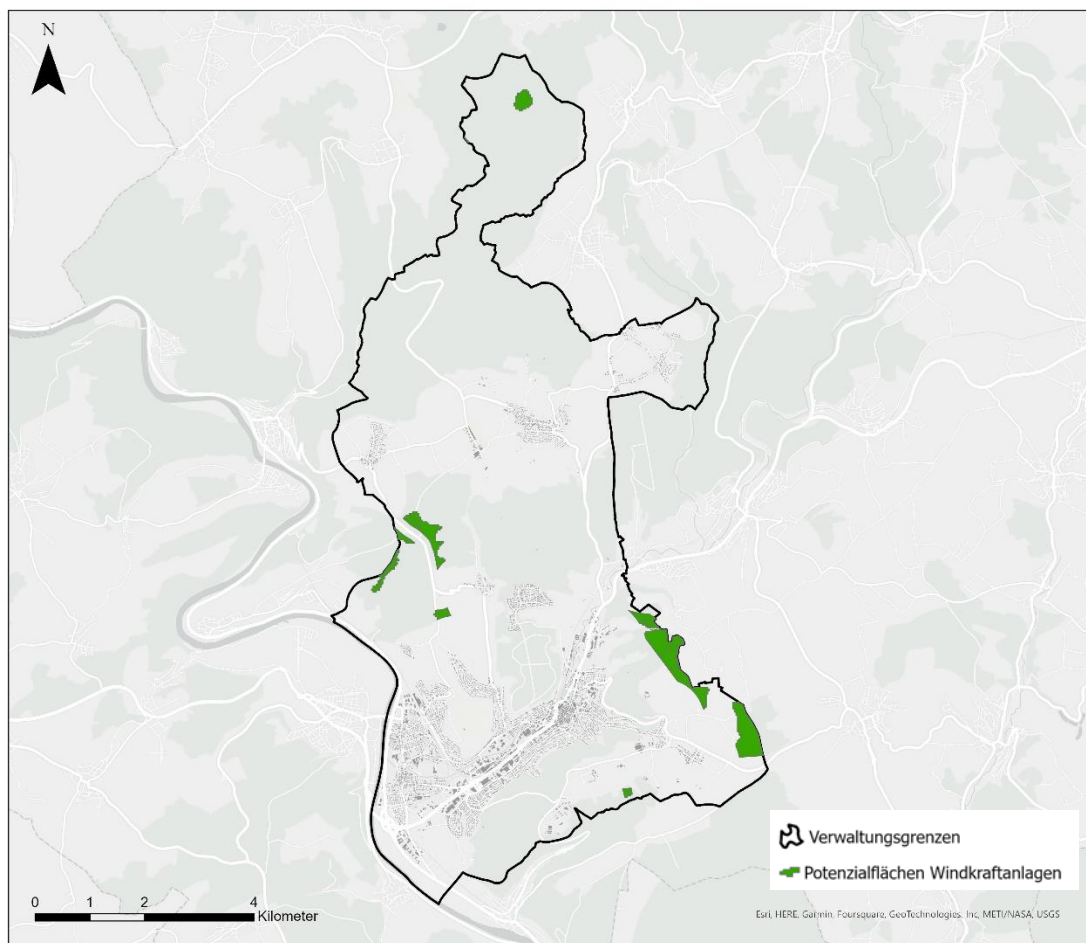 N
Verwaltungsgrenzen
Potenzialflächen Windkraftanlagen
0 1 2 4
Kilometer
Esri, HERE, Garmin, Foursquare, GeoTechnologies, Inc, METI/NASA, USGS